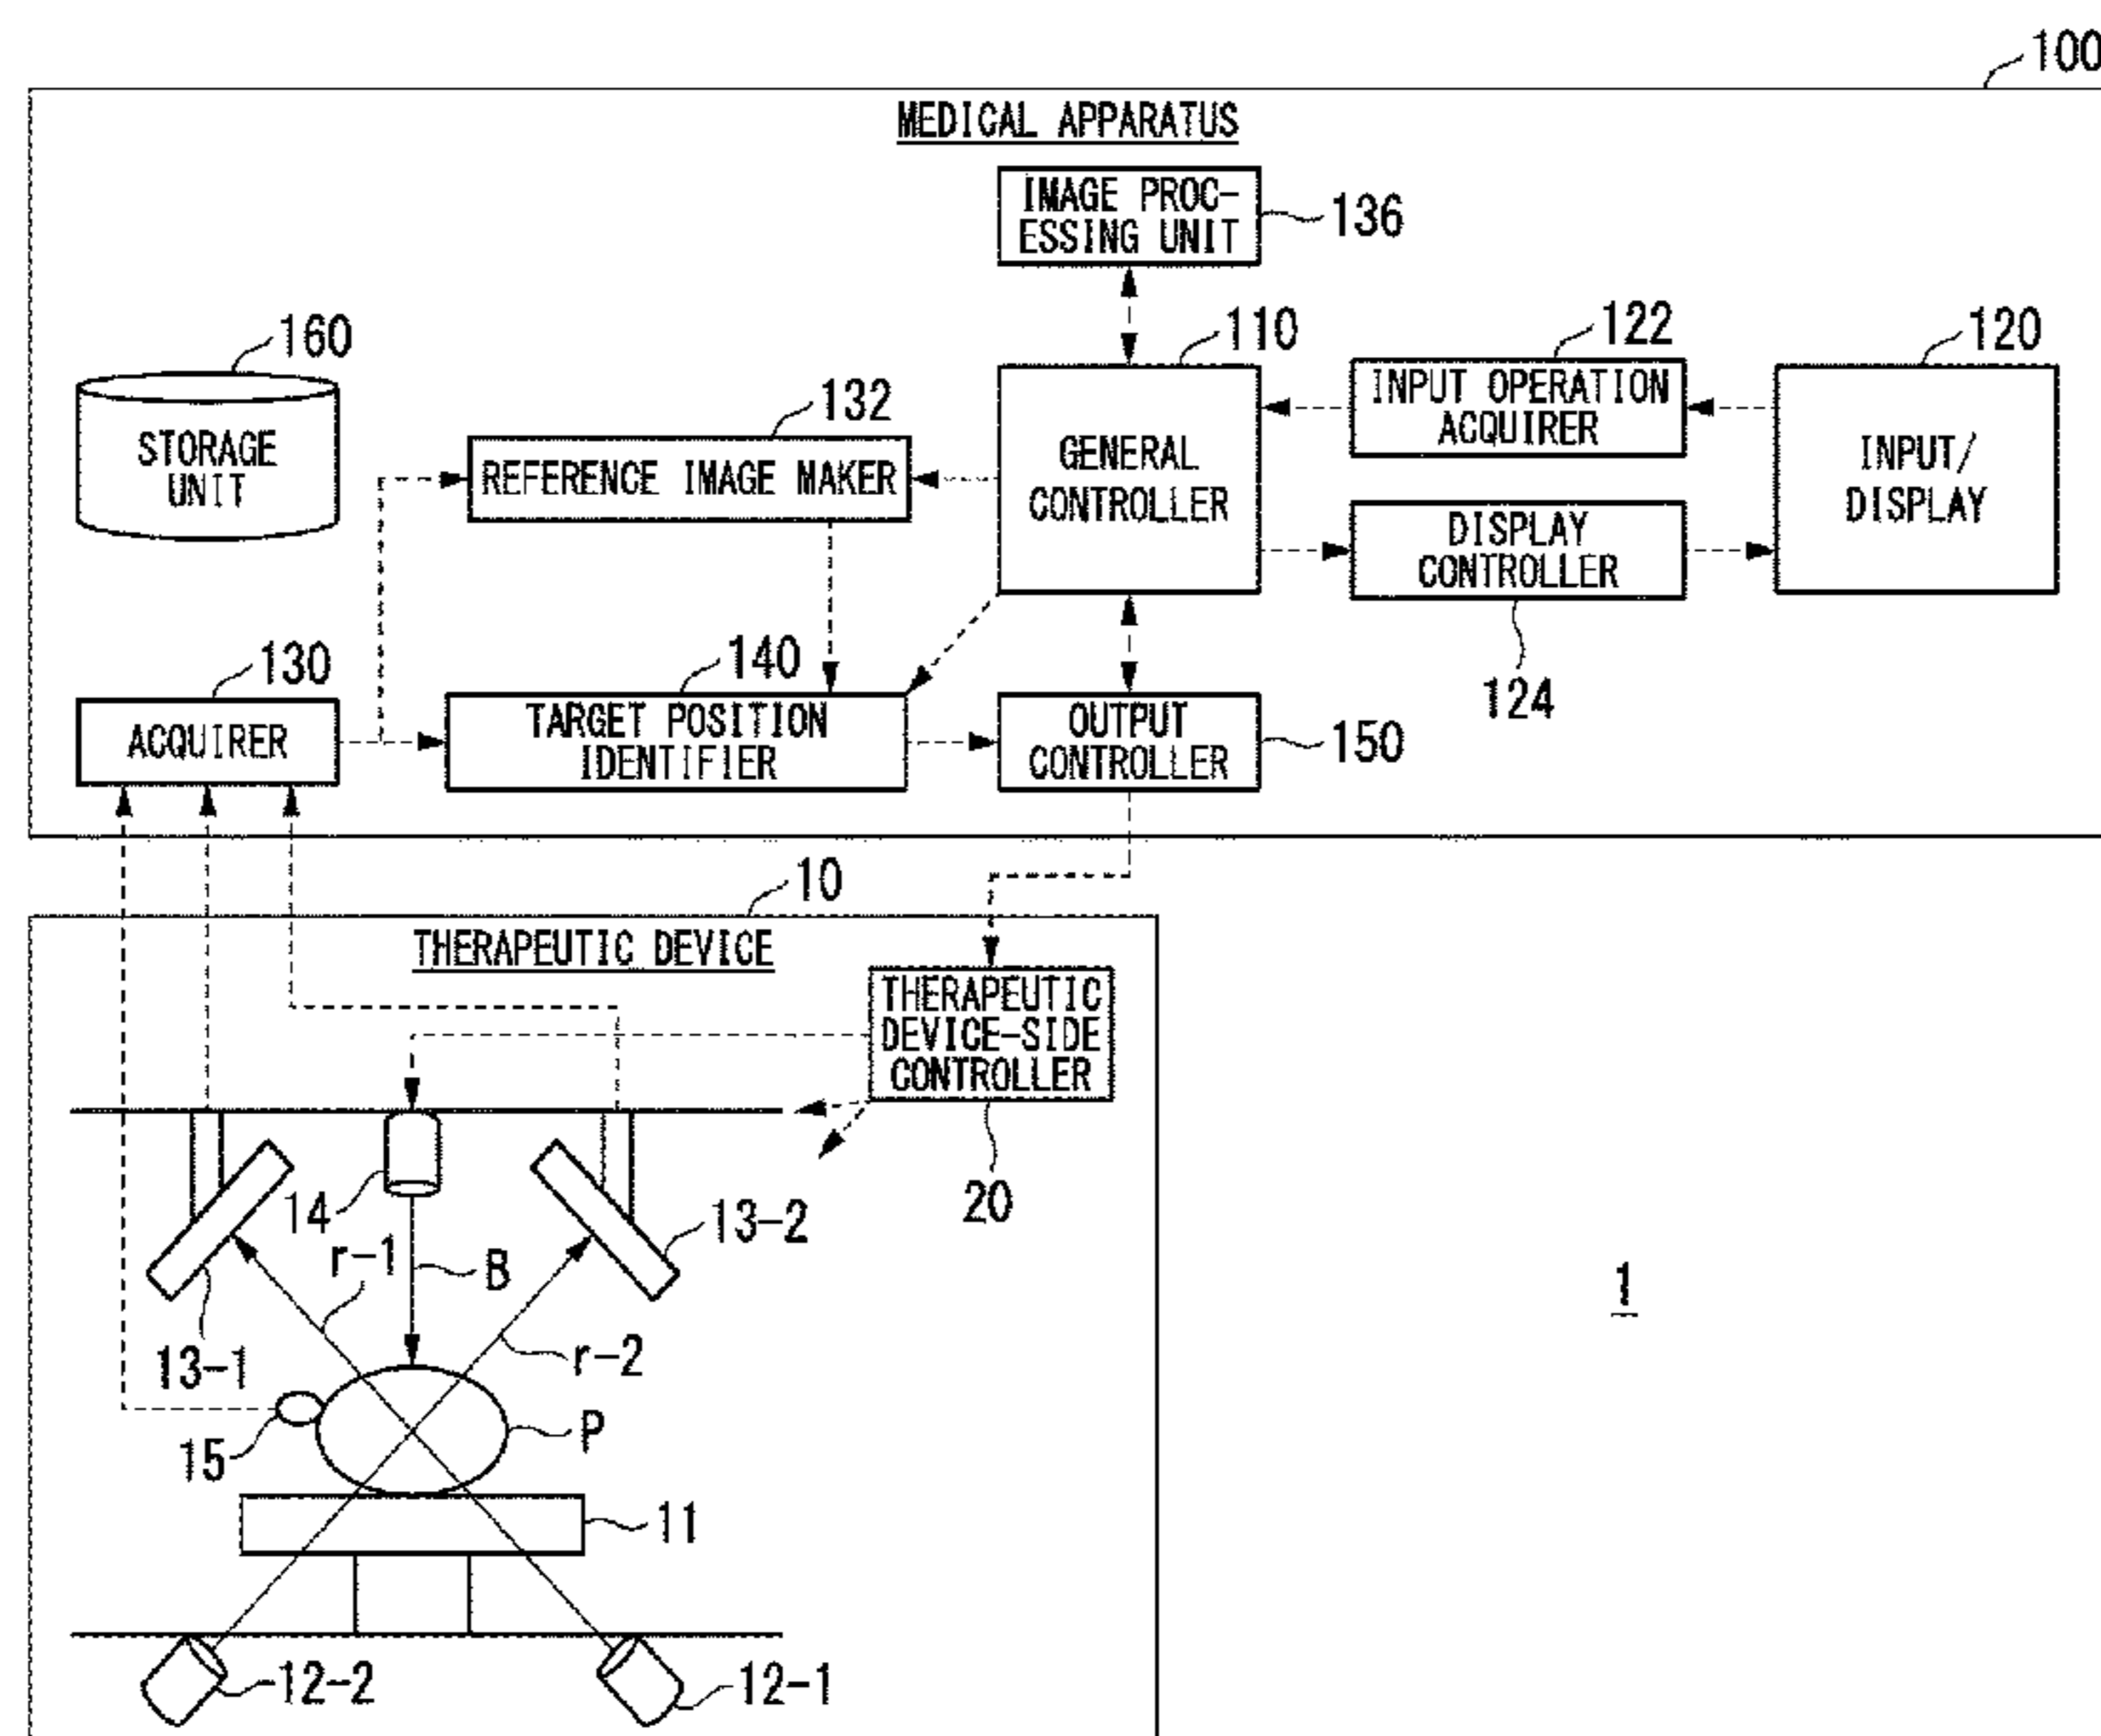 100
MEDICAL APPARATUS
IMAGE PROC-
ESSING UNIT
136
160
110
122
120
STORAGE
UNIT
132
REFERENCE IMAGE MAKER
GENERAL
CONTROLLER
INPUT OPERATION
ACQUIRER
INPUT/
DISPLAY
DISPLAY
CONTROLLER
124
130
ACQUIRER
140
TARGET POSITION
IDENTIFIER
OUTPUT
CONTROLLER
150
10
THERAPEUTIC DEVICE
THERAPEUTIC
DEVICE-SIDE
CONTROLLER
20
14
13-2
r-1
B
13-1
r-2
15
P
11
12-2
12-1
1